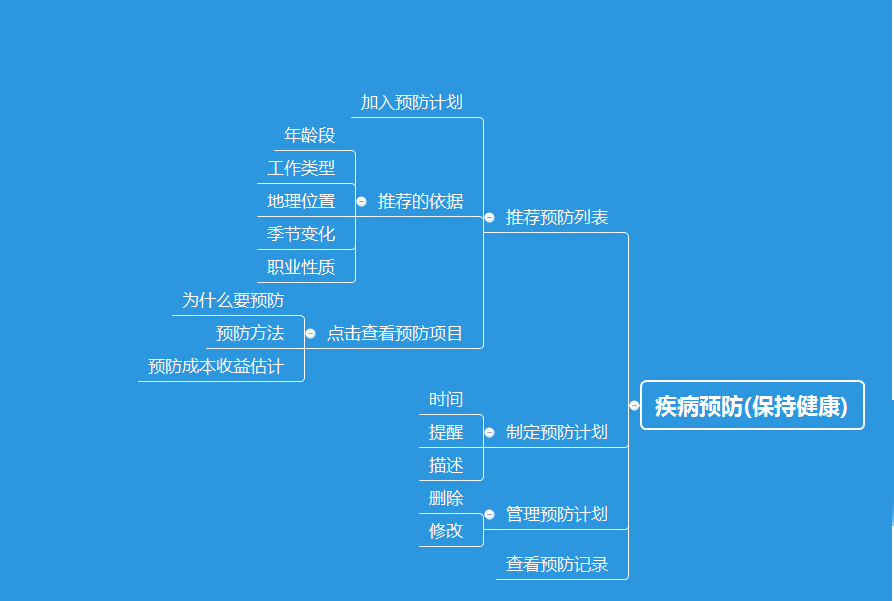 加入预防计划
年龄段
工作类型
地理位置
推荐的依据
推荐预防列表
季节变化
职业性质
为什么要预防
预防方法
点击查看预防项目
预防成本收益估计
时间
疾病预防(保持健康)
提醒
制定预防计划
描述
删除
管理预防计划
修改
查看预防记录